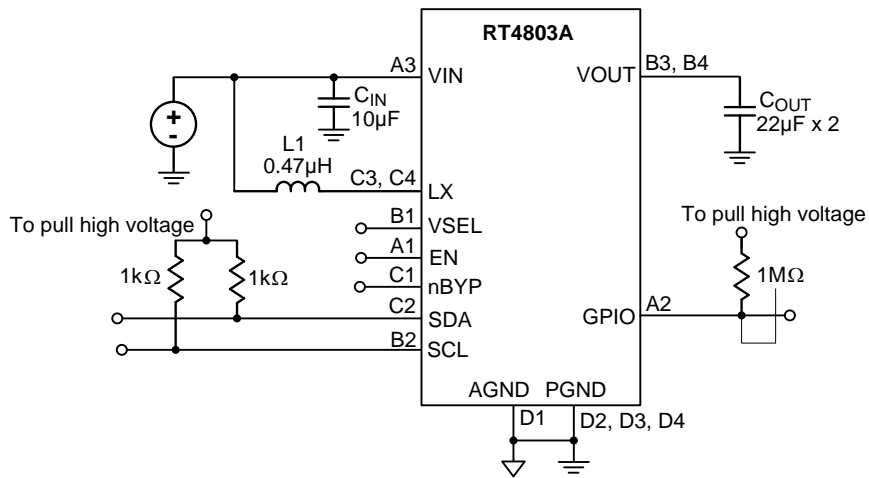 RT4803A
A3
VIN
VOUT
B3, B4
+
-
CIN
10µF
COUT
22µF x 2
L1
0.47µH
C3, C4
LX
To pull high voltage
B1
VSEL
To pull high voltage
A1
EN
1kΩ
1kΩ
C1
nBYP
1MΩ
C2
SDA
GPIO
A2
B2
SCL
AGND
PGND
D1
D2, D3, D4